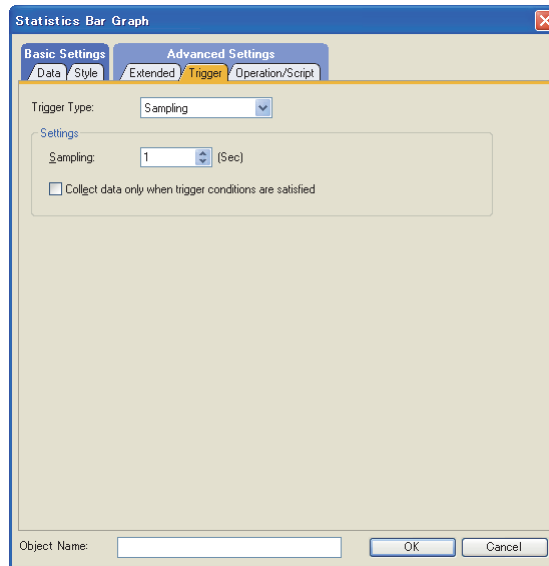 Statistics Bar Graph
Basic Settings
Advanced Settings
Data
Style
Extended
Trigger
Operation/Script
Trigger Type:
Sampling
Settings
Sampling:
1
(Sec)
Collect data only when trigger conditions are satisfied
Object Name:
OK
Cancel